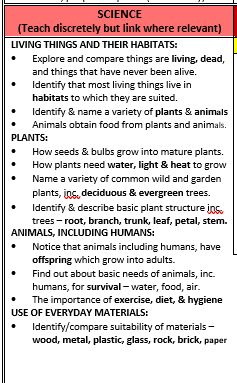 SCIENCE
(Teach discretely but link where relevant)
LIVING THINGS AND THEIR HABITATS:
• Explore and compare things are living, dead,
and things that have never been alive.
• Identify that most living things live in
habitats to which they are suited.
• Identify & name a variety of plants & animals
• Animals obtain food from plants and animals.
PLANTS:
• How seeds & bulbs grow into mature plants.
• How plants need water, light & heat to grow
• Name a variety of common wild and garden
plants, inc. deciduous & evergreen trees.
• Identify & describe basic plant structure inc.
trees – root, branch, trunk, leaf, petal, stem.
ANIMALS, INCLUDING HUMANS:
• Notice that animals including humans, have
offspring which grow into adults.
• Find out about basic needs of animals, inc.
humans, for survival – water, food, air.
• The importance of exercise, diet, & hygiene
USE OF EVERYDAY MATERIALS:
• Identify/compare suitability of materials –
wood, metal, plastic, glass, rock, brick, paper